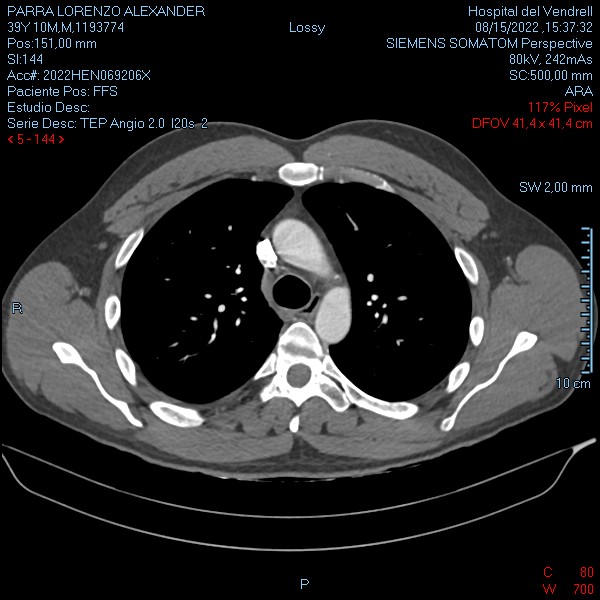 PARRA LORENZO ALEXANDER
39Y 10M,M,1193774
Pos:151,00 mm
SI:144
Acc#: 2022HEN069206X
Paciente Pos: FFS
Estudio Desc:
Serie Desc: TEP Angio 2.0 I20s 2
< 5 - 144 >
Lossy
Hospital del Vendrell
08/15/2022 ,15:37:32
SIEMENS SOMATOM Perspective
80kV, 242mAs
SC:500,00 mm
ARA
117% Pixel
DFOV 41,4 x 41,4 cm
SW 2,00 mm
R
10 cm
P
C 80
W 700